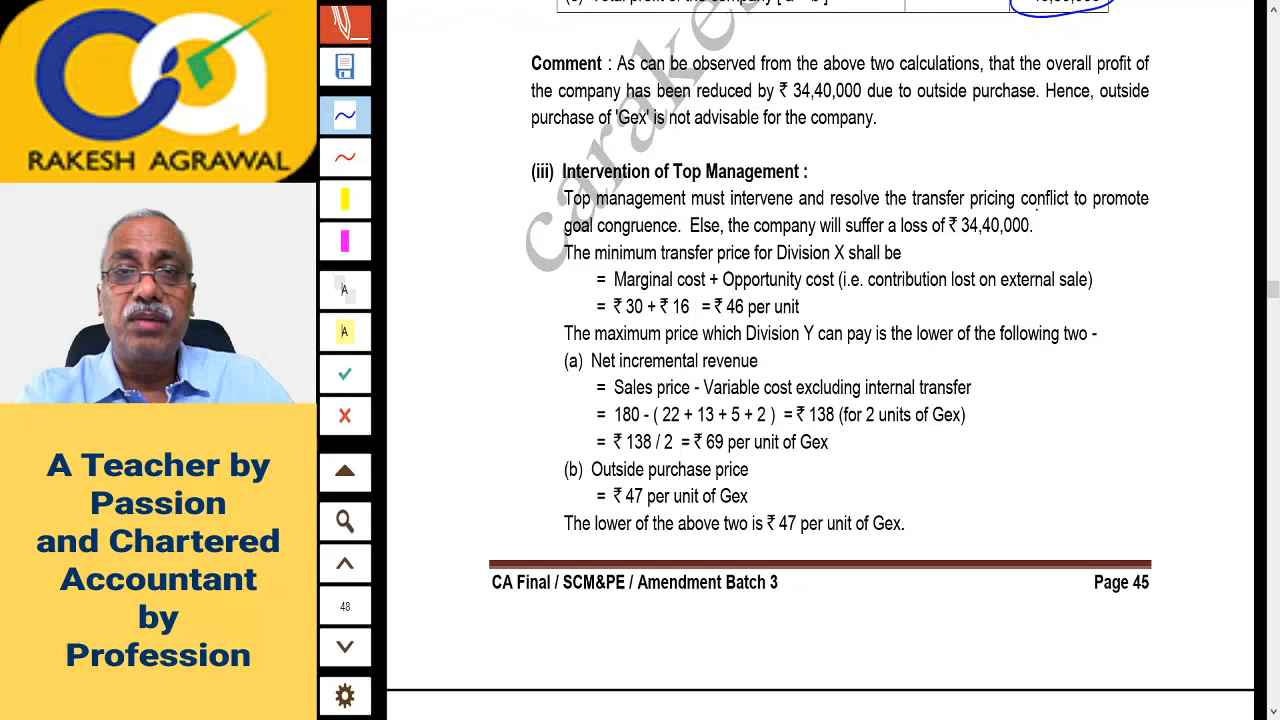 Comment : As can be observed from the above two calculations, that the overall profit of
the company has been reduced by ₹ 34,40,000 due to outside purchase. Hence, outside
purchase of 'Gex' is not advisable for the company.
(iii) Intervention of Top Management :
Top management must intervene and resolve the transfer pricing conflict to promote
goal congruence. Else, the company will suffer a loss of ₹ 34,40,000.
The minimum transfer price for Division X shall be
= Marginal cost + Opportunity cost (i.e. contribution lost on external sale)
= ₹ 30 + ₹ 16 = ₹ 46 per unit
The maximum price which Division Y can pay is the lower of the following two -
(a) Net incremental revenue
= Sales price - Variable cost excluding internal transfer
= 180 - ( 22 + 13 + 5 + 2 ) = ₹ 138 (for 2 units of Gex)
= ₹ 138 / 2 = ₹ 69 per unit of Gex
(b) Outside purchase price
= ₹ 47 per unit of Gex
The lower of the above two is ₹ 47 per unit of Gex.
CA Final / SCM&PE / Amendment Batch 3 Page 45
ca
RAKESH AGRAWAL
A Teacher by
Passion
and Chartered
Accountant
by
Profession
A
A
48